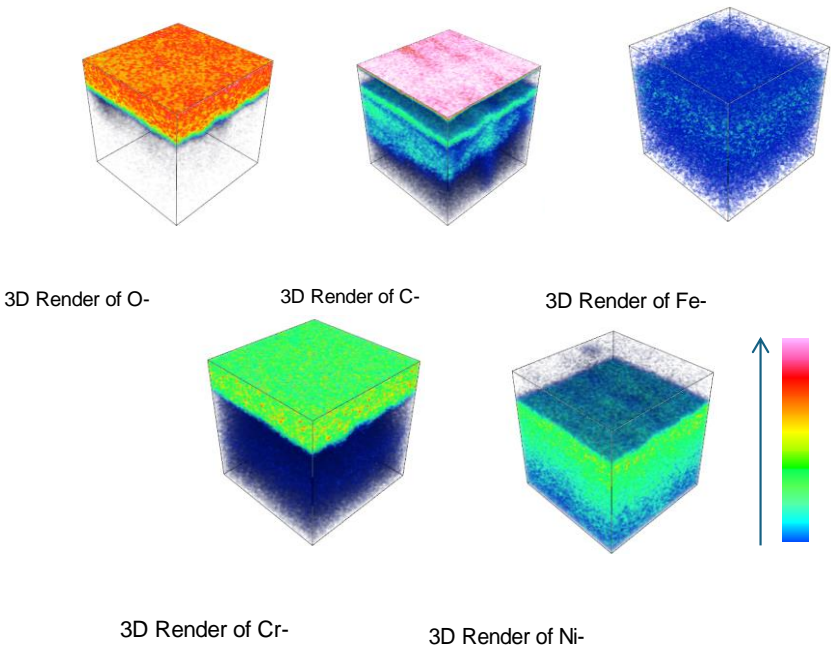 3D Render of O-
3D Render of C-
3D Render of Fe-
3D Render of Cr-
3D Render of Ni-